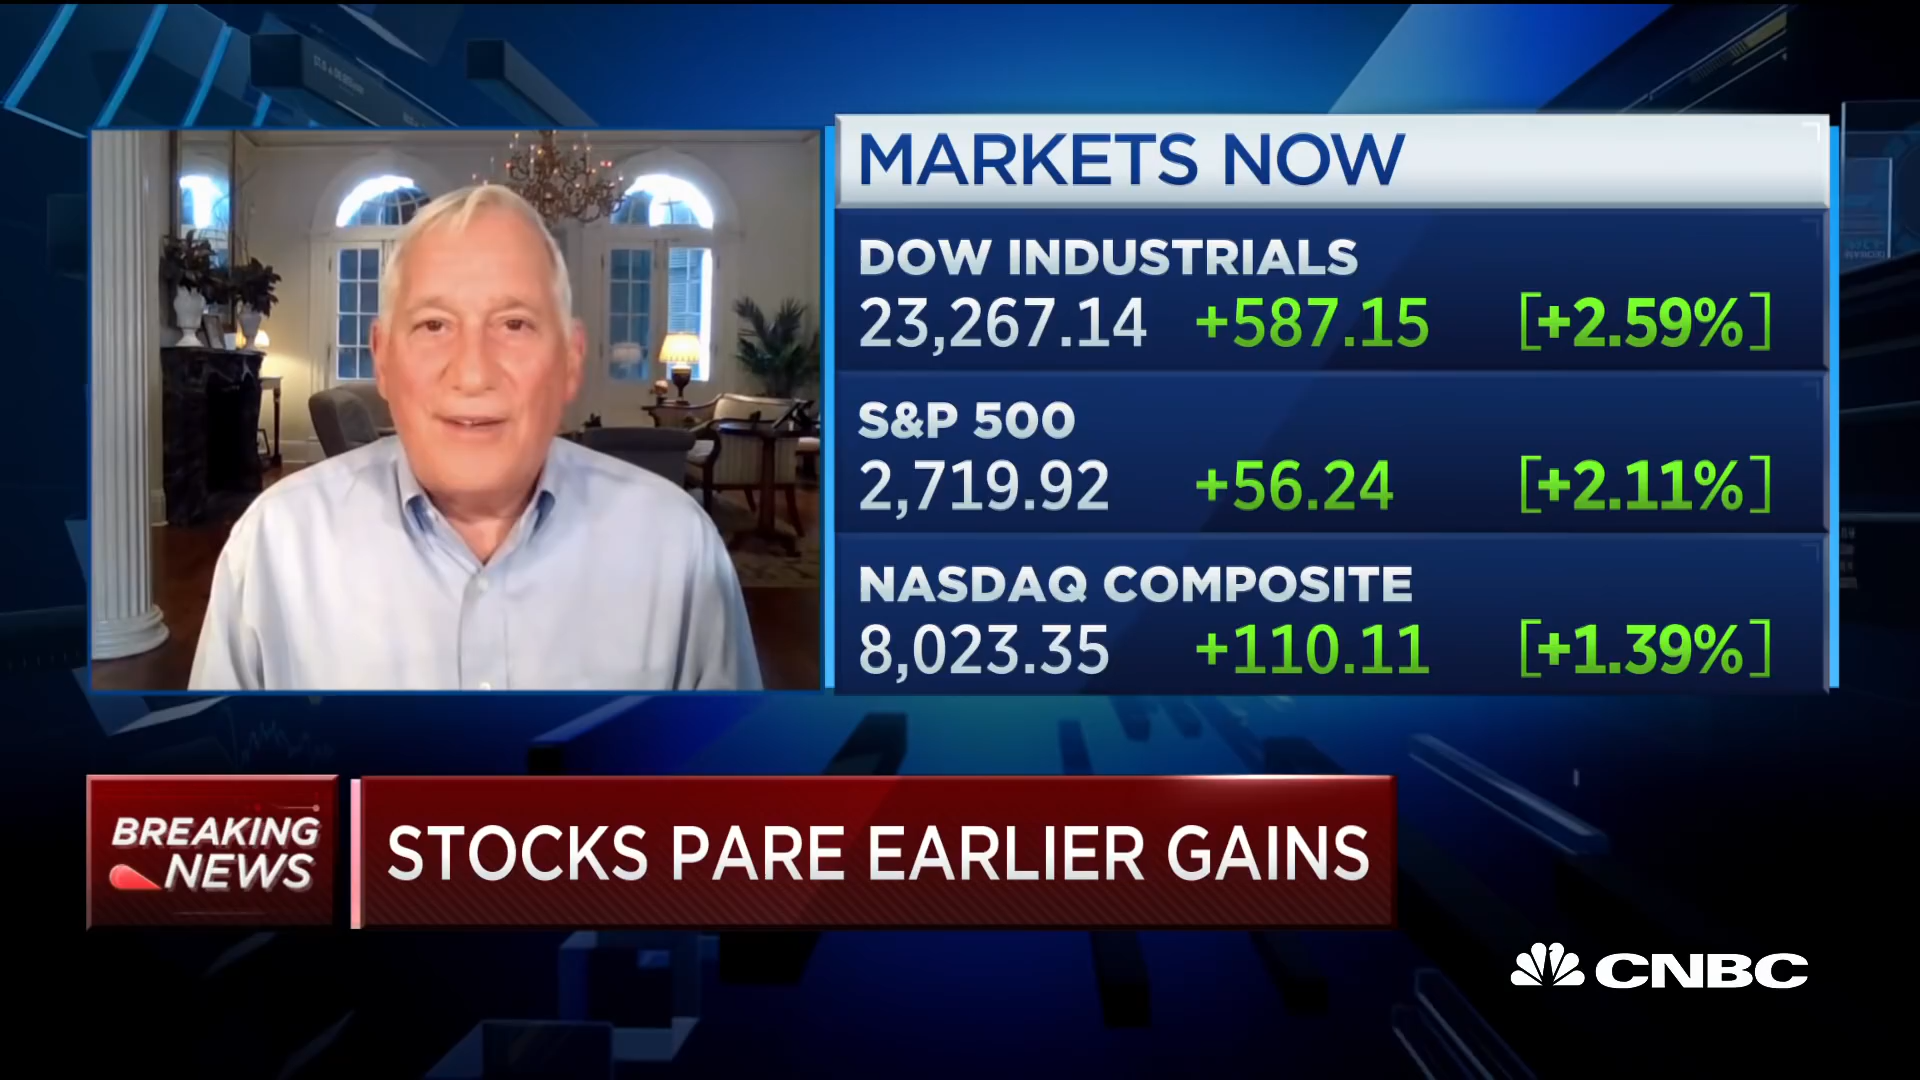 MARKETS NOW
DOW INDUSTRIALS
23,267.14 +587.15 [+2.59%]
S&P 500
2,719.92 +56.24 [+2.11%]
NASDAQ COMPOSITE
8,023.35 +110.11 [+1.39%]
BREAKING
NEWS
STOCKS PARE EARLIER GAINS
CNBC